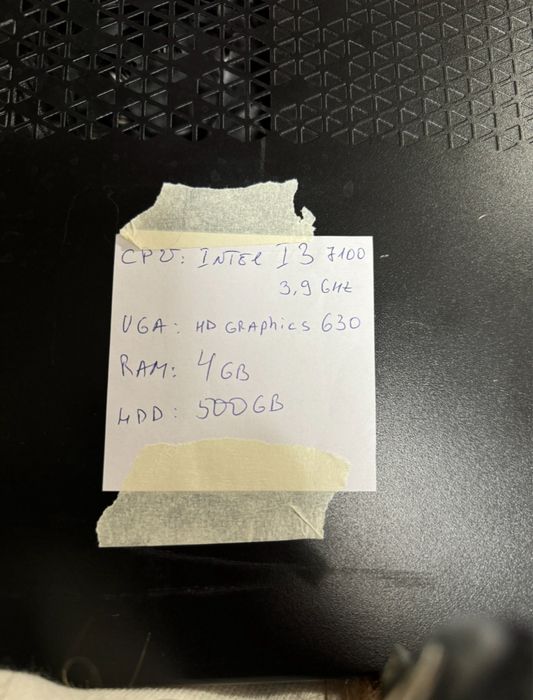 CPU: INTEL I3 7100
3,9 GHz
VGA: HD GRAPHICS 630
RAM: 4GB
HDD: 500GB